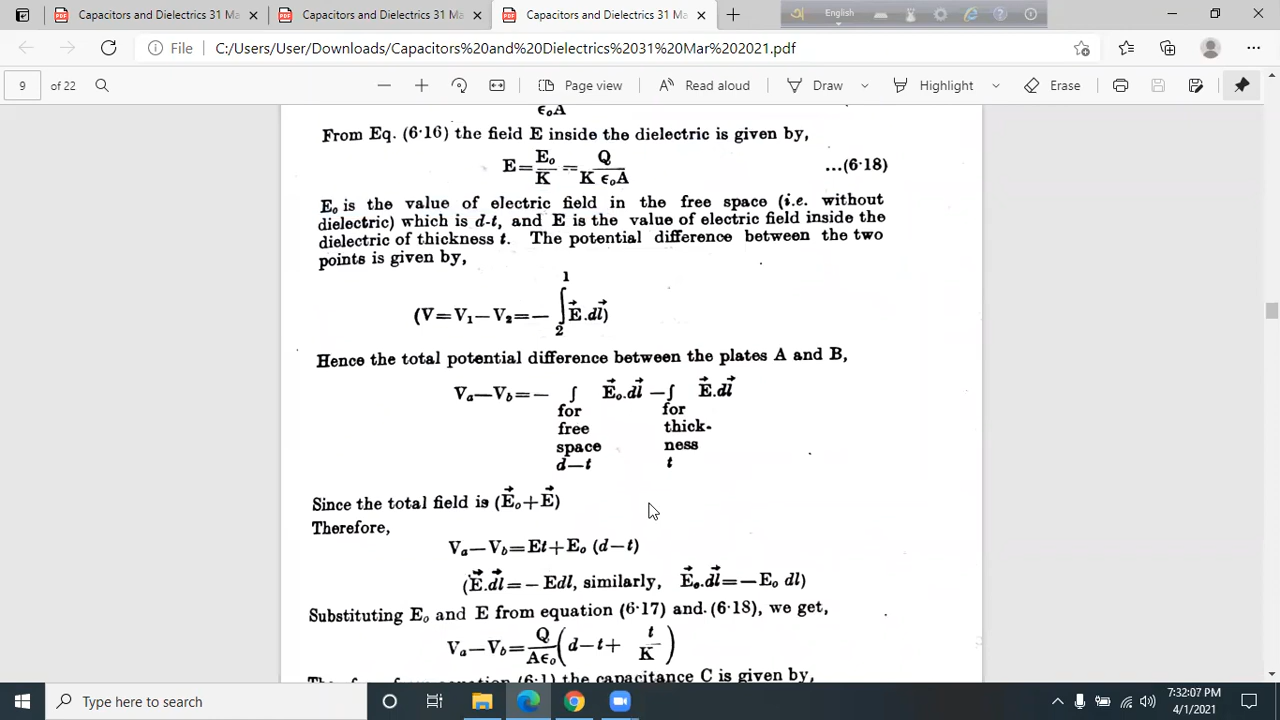 Capacitors and Dielectrics 31 Ma
Capacitors and Dielectrics 31 Ma
Capacitors and Dielectrics 31 Ma
English
File
C:/Users/User/Downloads/Capacitors%20and%20Dielectrics%2031%20Mar%202021.pdf
9 of 22
Page view
Read aloud
Draw
Highlight
Erase
ϵ₀A
From Eq. (6·16) the field E inside the dielectric is given by,
E = E₀/K = Q/(K ϵ₀A) ...(6·18)
E₀ is the value of electric field in the free space (i.e. without
dielectric) which is d-t, and E is the value of electric field inside the
dielectric of thickness t. The potential difference between the two
points is given by,
(V=V₁—V₂=— ∫₂¹ E⃗.dl⃗)
Hence the total potential difference between the plates A and B,
Vₐ—V_b=— ∫ E⃗₀.dl⃗ —∫ E⃗.dl⃗
for for
free thick-
space ness
d—t t
Since the total field is (E⃗₀+E⃗)
Therefore,
Vₐ—V_b=Et+E₀ (d—t)
(E⃗.dl⃗=— Edl, similarly, E⃗₀.dl⃗=—E₀ dl)
Substituting E₀ and E from equation (6·17) and (6·18), we get,
Vₐ—V_b= Q/(Aϵ₀) (d—t+ t/K)
(6·1) the capacitance C is given by,
Type here to search
7:32:07 PM
4/1/2021